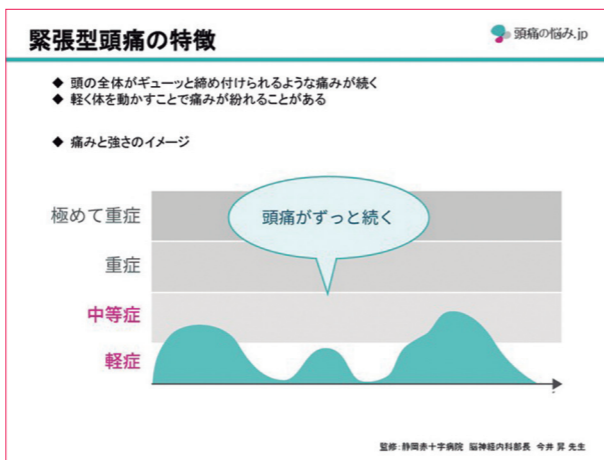 緊張型頭痛の特徴
頭痛の悩み.jp
◆ 頭の全体がギューッと締め付けられるような痛みが続く
◆ 軽く体を動かすことで痛みが紛れることがある
◆ 痛みと強さのイメージ
極めて重症
頭痛がずっと続く
重症
中等症
軽症
監修：静岡赤十字病院 脳神経内科部長 今井 昇 先生